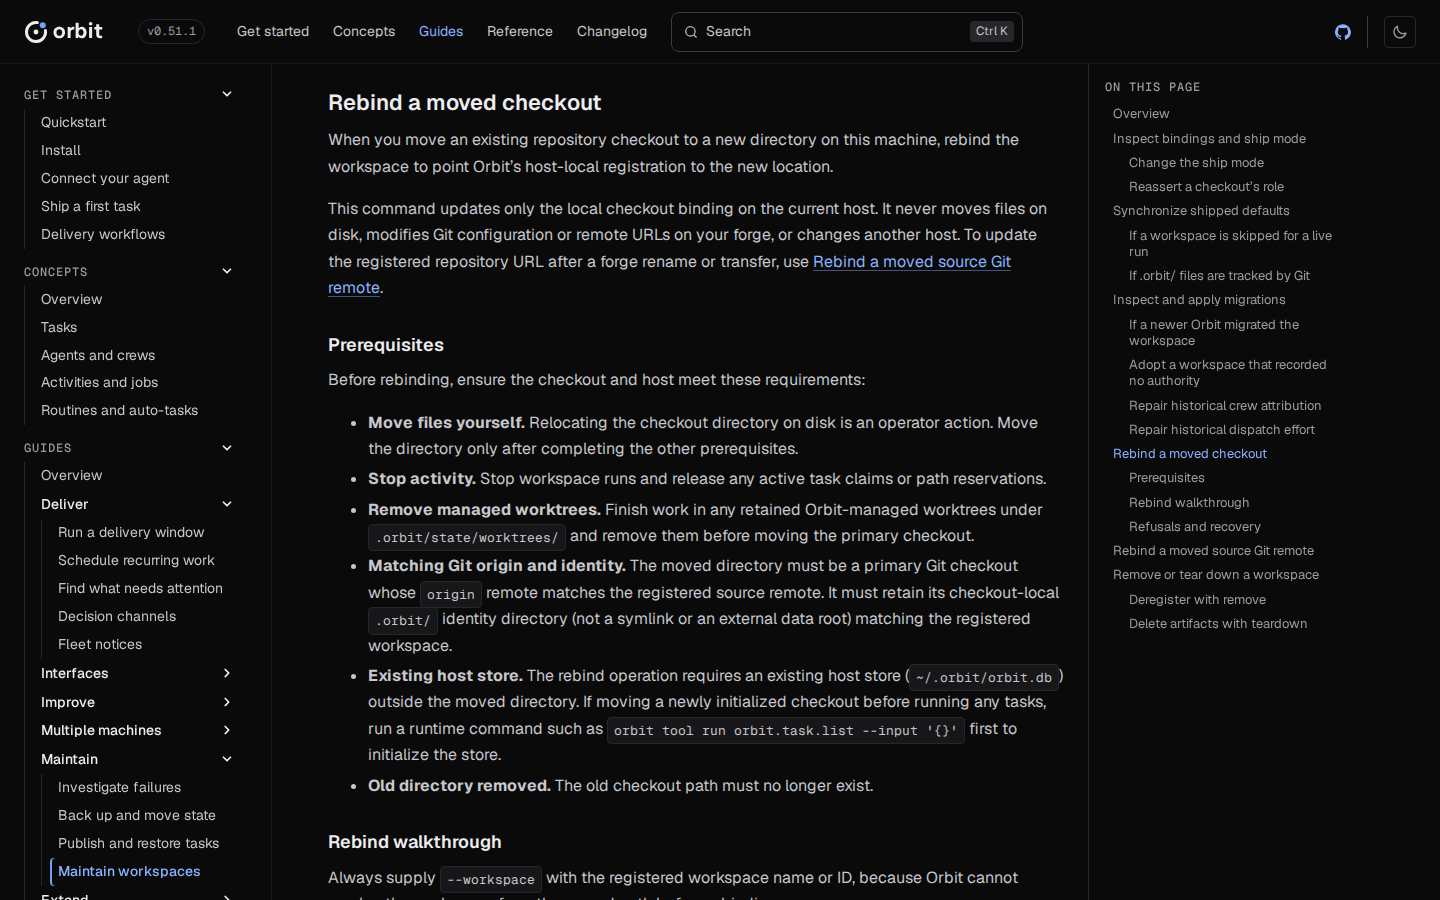 orbit
v0.51.1
Get started
Concepts
Guides
Reference
Changelog
Search
Ctrl K
GET STARTED
Quickstart
Install
Connect your agent
Ship a first task
Delivery workflows
CONCEPTS
Overview
Tasks
Agents and crews
Activities and jobs
Routines and auto-tasks
GUIDES
Overview
Deliver
Run a delivery window
Schedule recurring work
Find what needs attention
Decision channels
Fleet notices
Interfaces
Improve
Multiple machines
Maintain
Investigate failures
Back up and move state
Publish and restore tasks
Maintain workspaces
Extend
Rebind a moved checkout
When you move an existing repository checkout to a new directory on this machine, rebind the
workspace to point Orbit’s host-local registration to the new location.
This command updates only the local checkout binding on the current host. It never moves files on
disk, modifies Git configuration or remote URLs on your forge, or changes another host. To update
the registered repository URL after a forge rename or transfer, use Rebind a moved source Git
remote.
Prerequisites
Before rebinding, ensure the checkout and host meet these requirements:
• Move files yourself. Relocating the checkout directory on disk is an operator action. Move
the directory only after completing the other prerequisites.
• Stop activity. Stop workspace runs and release any active task claims or path reservations.
• Remove managed worktrees. Finish work in any retained Orbit-managed worktrees under
.orbit/state/worktrees/ and remove them before moving the primary checkout.
• Matching Git origin and identity. The moved directory must be a primary Git checkout
whose origin remote matches the registered source remote. It must retain its checkout-local
.orbit/ identity directory (not a symlink or an external data root) matching the registered
workspace.
• Existing host store. The rebind operation requires an existing host store (~/.orbit/orbit.db)
outside the moved directory. If moving a newly initialized checkout before running any tasks,
run a runtime command such as orbit tool run orbit.task.list --input '{}' first to
initialize the store.
• Old directory removed. The old checkout path must no longer exist.
Rebind walkthrough
Always supply --workspace with the registered workspace name or ID, because Orbit cannot
ON THIS PAGE
Overview
Inspect bindings and ship mode
Change the ship mode
Reassert a checkout’s role
Synchronize shipped defaults
If a workspace is skipped for a live
run
If .orbit/ files are tracked by Git
Inspect and apply migrations
If a newer Orbit migrated the
workspace
Adopt a workspace that recorded
no authority
Repair historical crew attribution
Repair historical dispatch effort
Rebind a moved checkout
Prerequisites
Rebind walkthrough
Refusals and recovery
Rebind a moved source Git remote
Remove or tear down a workspace
Deregister with remove
Delete artifacts with teardown